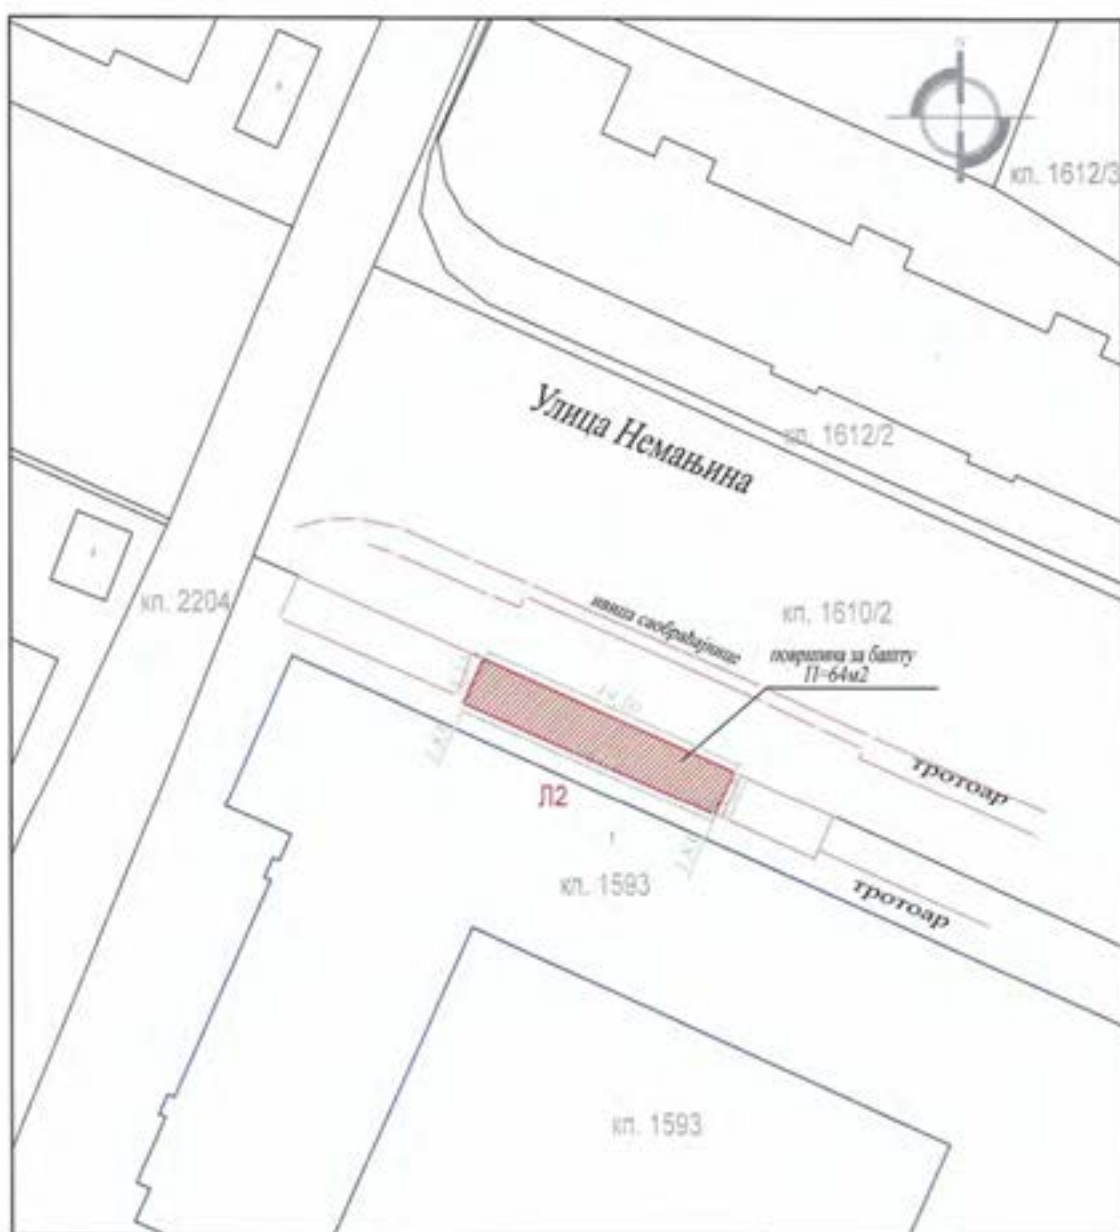 кп. 1612/3
Улица Немањина
кп. 1612/2
кп. 2204
ивица саобраћајнице
кп. 1610/2
површина за башту
П=64м2
тротоар
Л2
кп. 1593
тротоар
кп. 1593